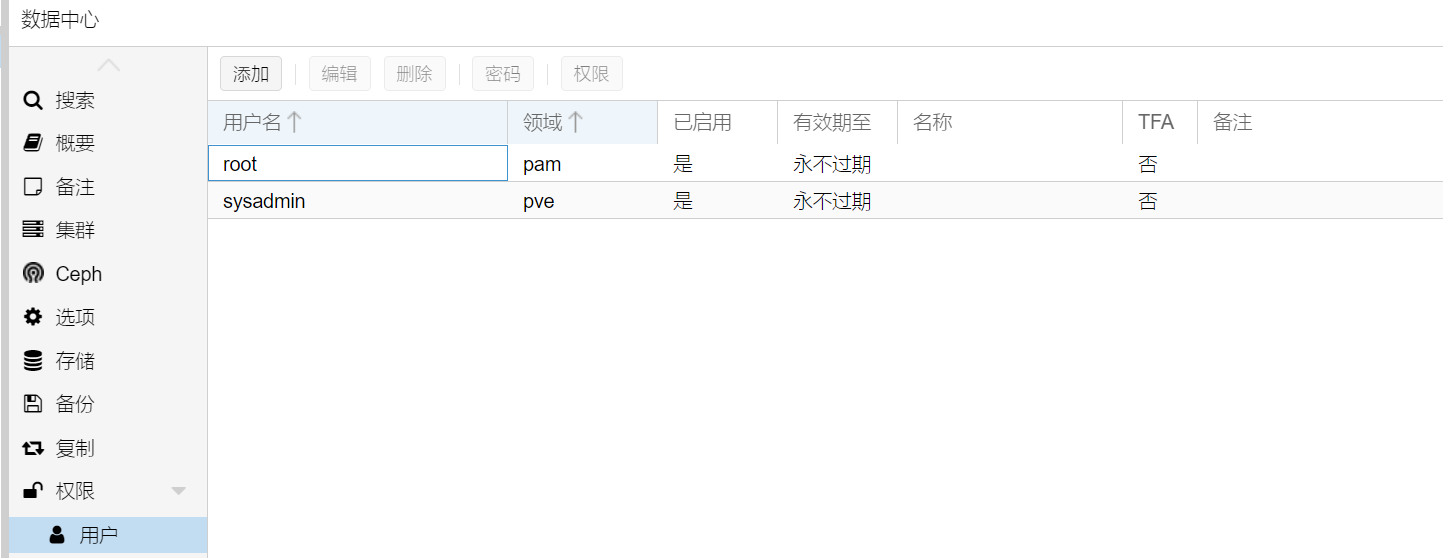 数据中心
添加 编辑 删除 密码 权限
搜索
概要
备注
集群
Ceph
选项
存储
备份
复制
权限
用户
用户名 领域 已启用 有效期至 名称 TFA 备注
root pam 是 永不过期 否
sysadmin pve 是 永不过期 否